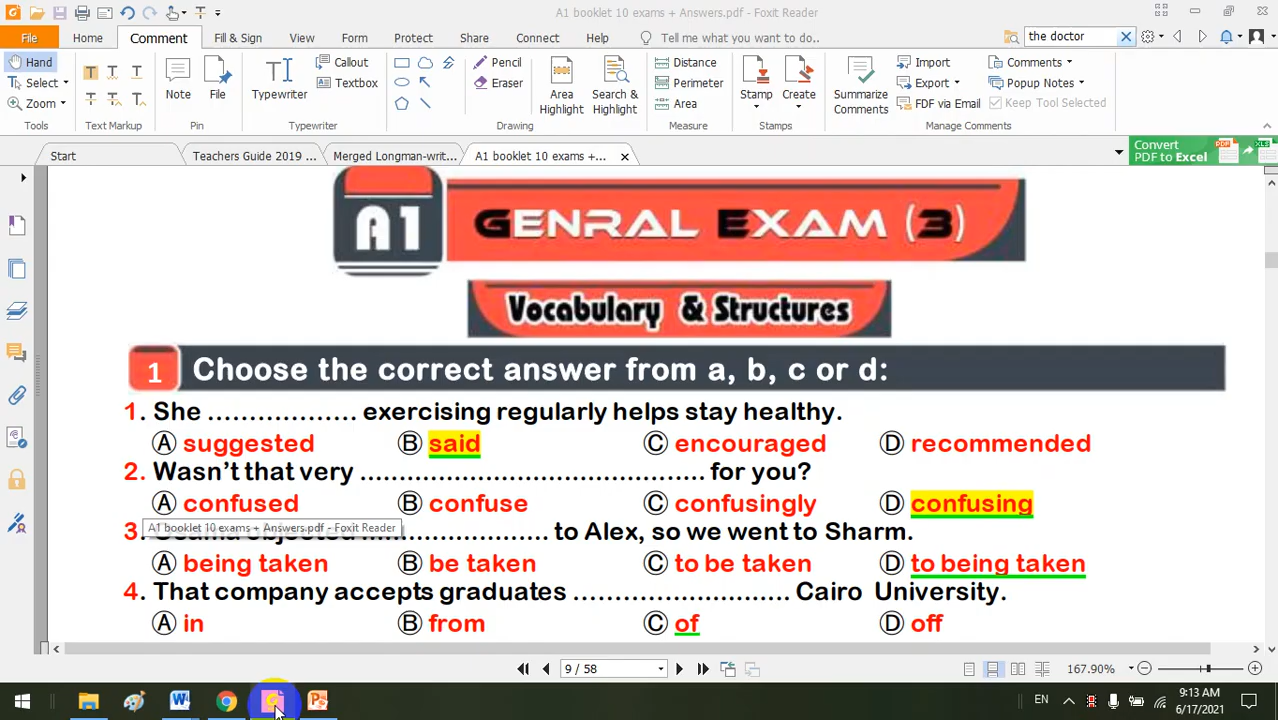 A1 booklet 10 exams + Answers.pdf - Foxit Reader
File Home Comment Fill & Sign View Form Protect Share Connect Help Tell me what you want to do.. the doctor
Hand
Select
Zoom
Tools
Text Markup
Note
File
Pin
Typewriter
Callout
Textbox
Typewriter
Pencil
Eraser
Area Highlight
Search & Highlight
Drawing
Distance
Perimeter
Area
Measure
Stamp
Create
Stamps
Summarize Comments
Import
Export
FDF via Email
Comments
Popup Notes
Keep Tool Selected
Manage Comments
Start Teachers Guide 2019 ... Merged Longman-writ... A1 booklet 10 exams +...
Convert
PDF to Excel
A1 GENRAL EXAM (3)
Vocabulary & Structures
1 Choose the correct answer from a, b, c or d:
1. She .................. exercising regularly helps stay healthy.
A suggested B said C encouraged D recommended
2. Wasn't that very ......................................... for you?
A confused B confuse C confusingly D confusing
A1 booklet 10 exams + Answers.pdf - Foxit Reader
3. objected ...................... to Alex, so we went to Sharm.
A being taken B be taken C to be taken D to being taken
4. That company accepts graduates .......................... Cairo University.
A in B from C of D off
9 / 58 167.90%
EN 9:13 AM
6/17/2021